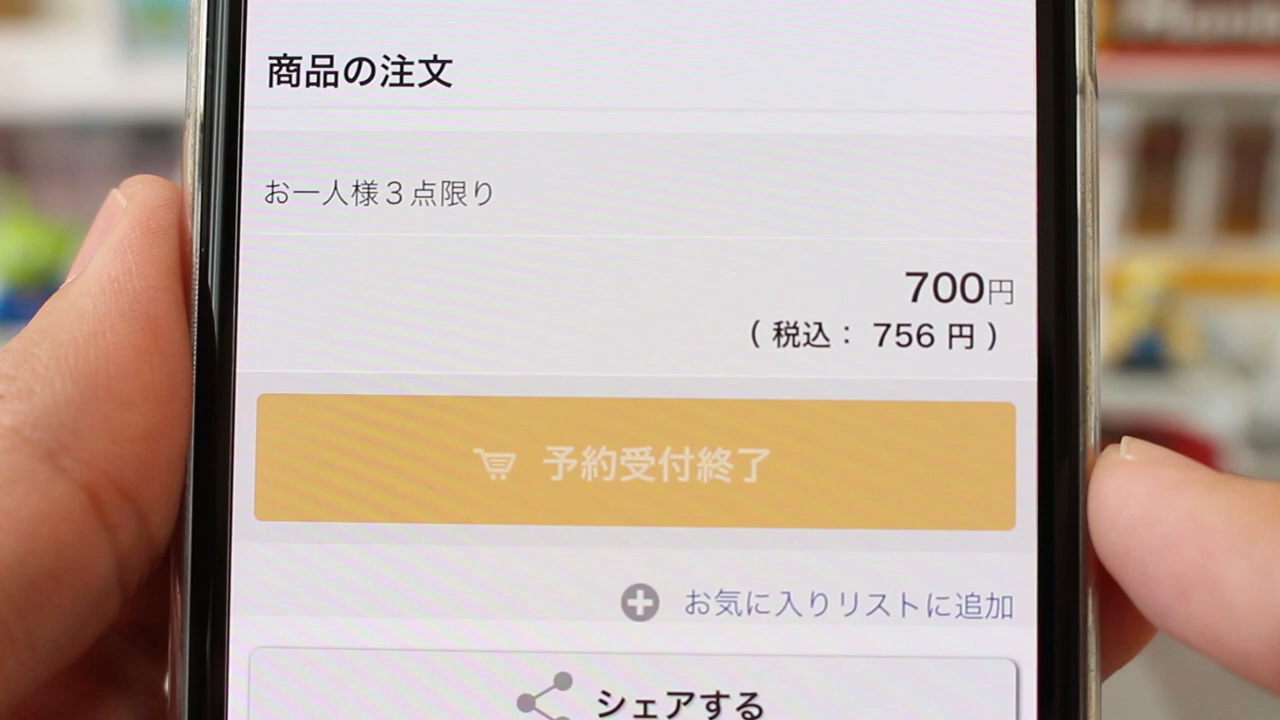 商品の注文
お一人様３点限り
700円
( 税込： 756 円 )
予約受付終了
お気に入りリストに追加
シェアする